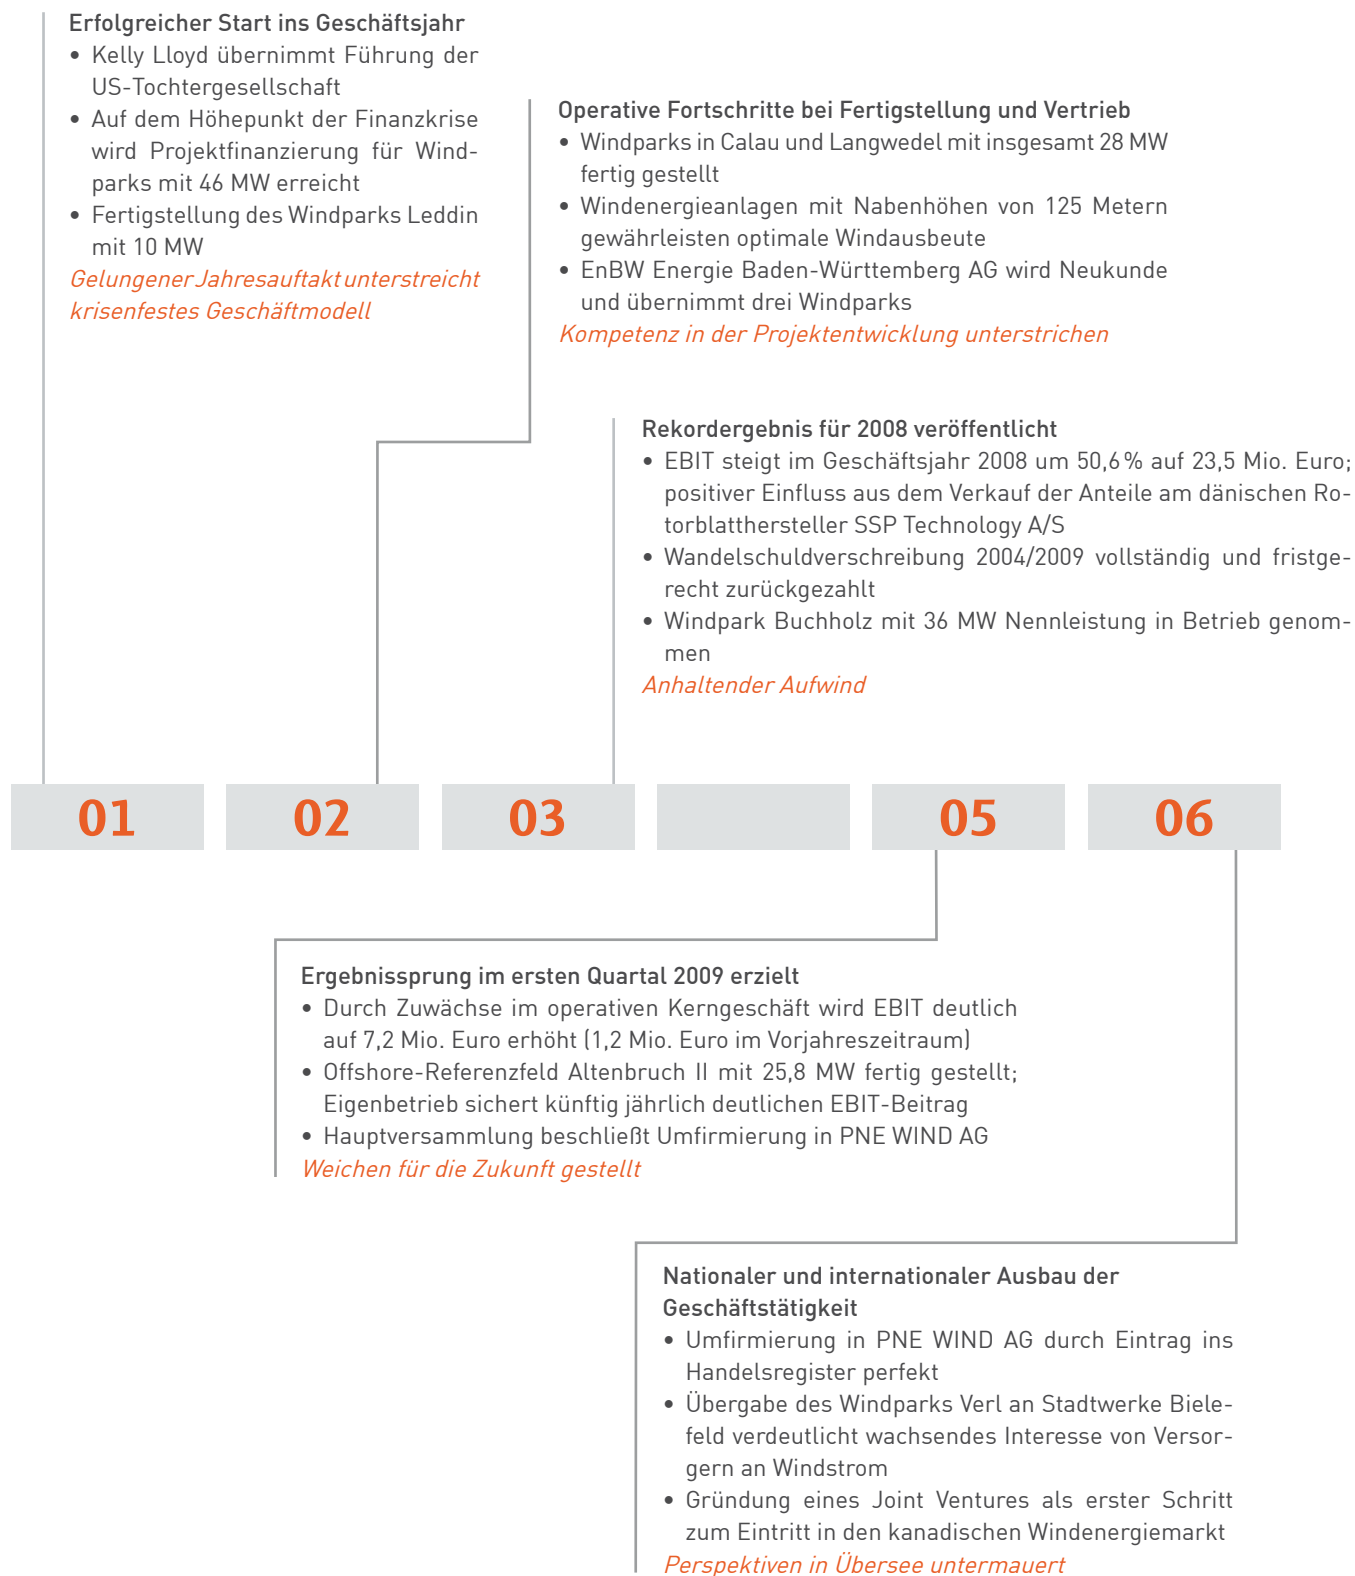 Erfolgreicher Start ins Geschäftsjahr
• Kelly Lloyd übernimmt Führung der
US-Tochtergesellschaft
• Auf dem Höhepunkt der Finanzkrise
wird Projektfinanzierung für Wind-
parks mit 46 MW erreicht
• Fertigstellung des Windparks Leddin
mit 10 MW
Gelungener Jahresauftakt unterstreicht
krisenfestes Geschäftmodell
Operative Fortschritte bei Fertigstellung und Vertrieb
• Windparks in Calau und Langwedel mit insgesamt 28 MW
fertig gestellt
• Windenergieanlagen mit Nabenhöhen von 125 Metern
gewährleisten optimale Windausbeute
• EnBW Energie Baden-Württemberg AG wird Neukunde
und übernimmt drei Windparks
Kompetenz in der Projektentwicklung unterstrichen
Rekordergebnis für 2008 veröffentlicht
• EBIT steigt im Geschäftsjahr 2008 um 50,6 % auf 23,5 Mio. Euro;
positiver Einfluss aus dem Verkauf der Anteile am dänischen Ro-
torblatthersteller SSP Technology A/S
• Wandelschuldverschreibung 2004/2009 vollständig und fristge-
recht zurückgezahlt
• Windpark Buchholz mit 36 MW Nennleistung in Betrieb genom-
men
Anhaltender Aufwind
01 02 03 05 06
Ergebnissprung im ersten Quartal 2009 erzielt
• Durch Zuwächse im operativen Kerngeschäft wird EBIT deutlich
auf 7,2 Mio. Euro erhöht (1,2 Mio. Euro im Vorjahreszeitraum)
• Offshore-Referenzfeld Altenbruch II mit 25,8 MW fertig gestellt;
Eigenbetrieb sichert künftig jährlich deutlichen EBIT-Beitrag
• Hauptversammlung beschließt Umfirmierung in PNE WIND AG
Weichen für die Zukunft gestellt
Nationaler und internationaler Ausbau der
Geschäftstätigkeit
• Umfirmierung in PNE WIND AG durch Eintrag ins
Handelsregister perfekt
• Übergabe des Windparks Verl an Stadtwerke Biele-
feld verdeutlicht wachsendes Interesse von Versor-
gern an Windstrom
• Gründung eines Joint Ventures als erster Schritt
zum Eintritt in den kanadischen Windenergiemarkt
Perspektiven in Übersee untermauert